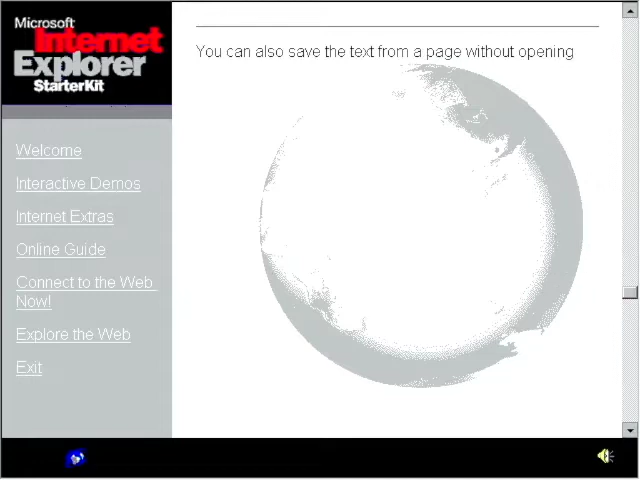 Microsoft
Internet
Explorer
StarterKit
Welcome
Interactive Demos
Internet Extras
Online Guide
Connect to the Web
Now!
Explore the Web
Exit
You can also save the text from a page without opening